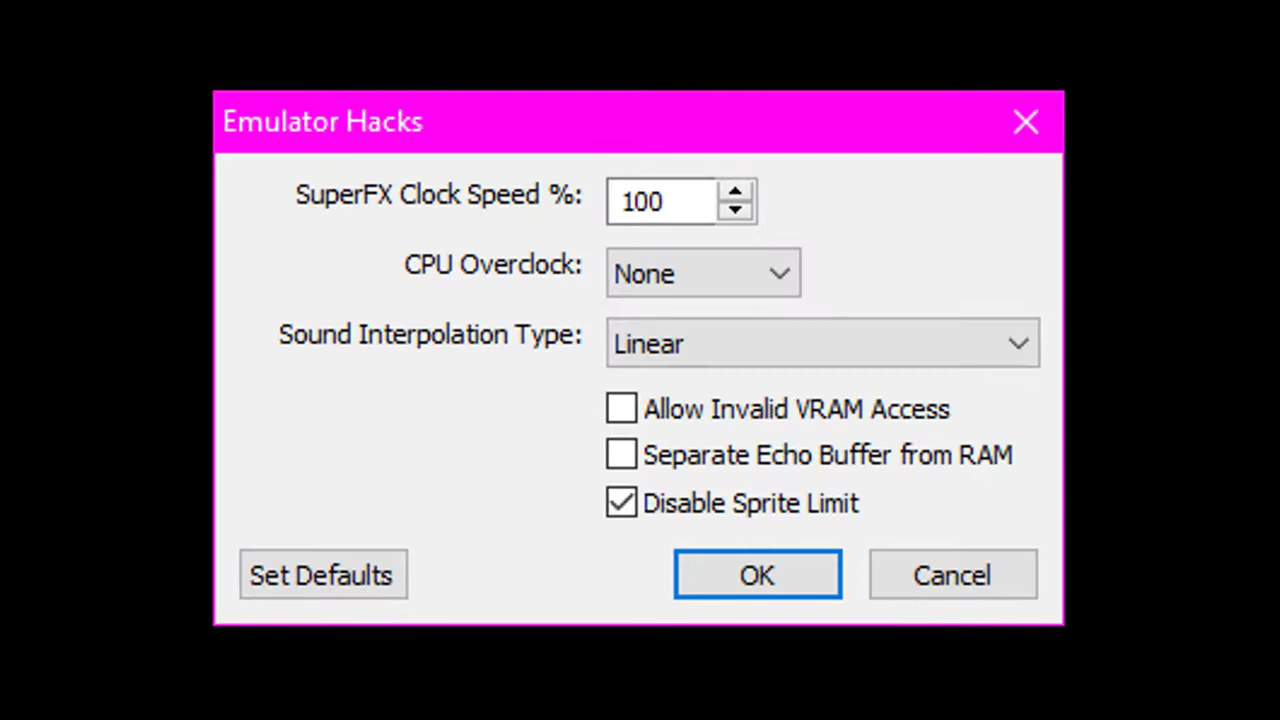 Emulator Hacks
SuperFX Clock Speed %: 100
CPU Overclock: None
Sound Interpolation Type: Linear
Allow Invalid VRAM Access
Separate Echo Buffer from RAM
Disable Sprite Limit
Set Defaults OK Cancel